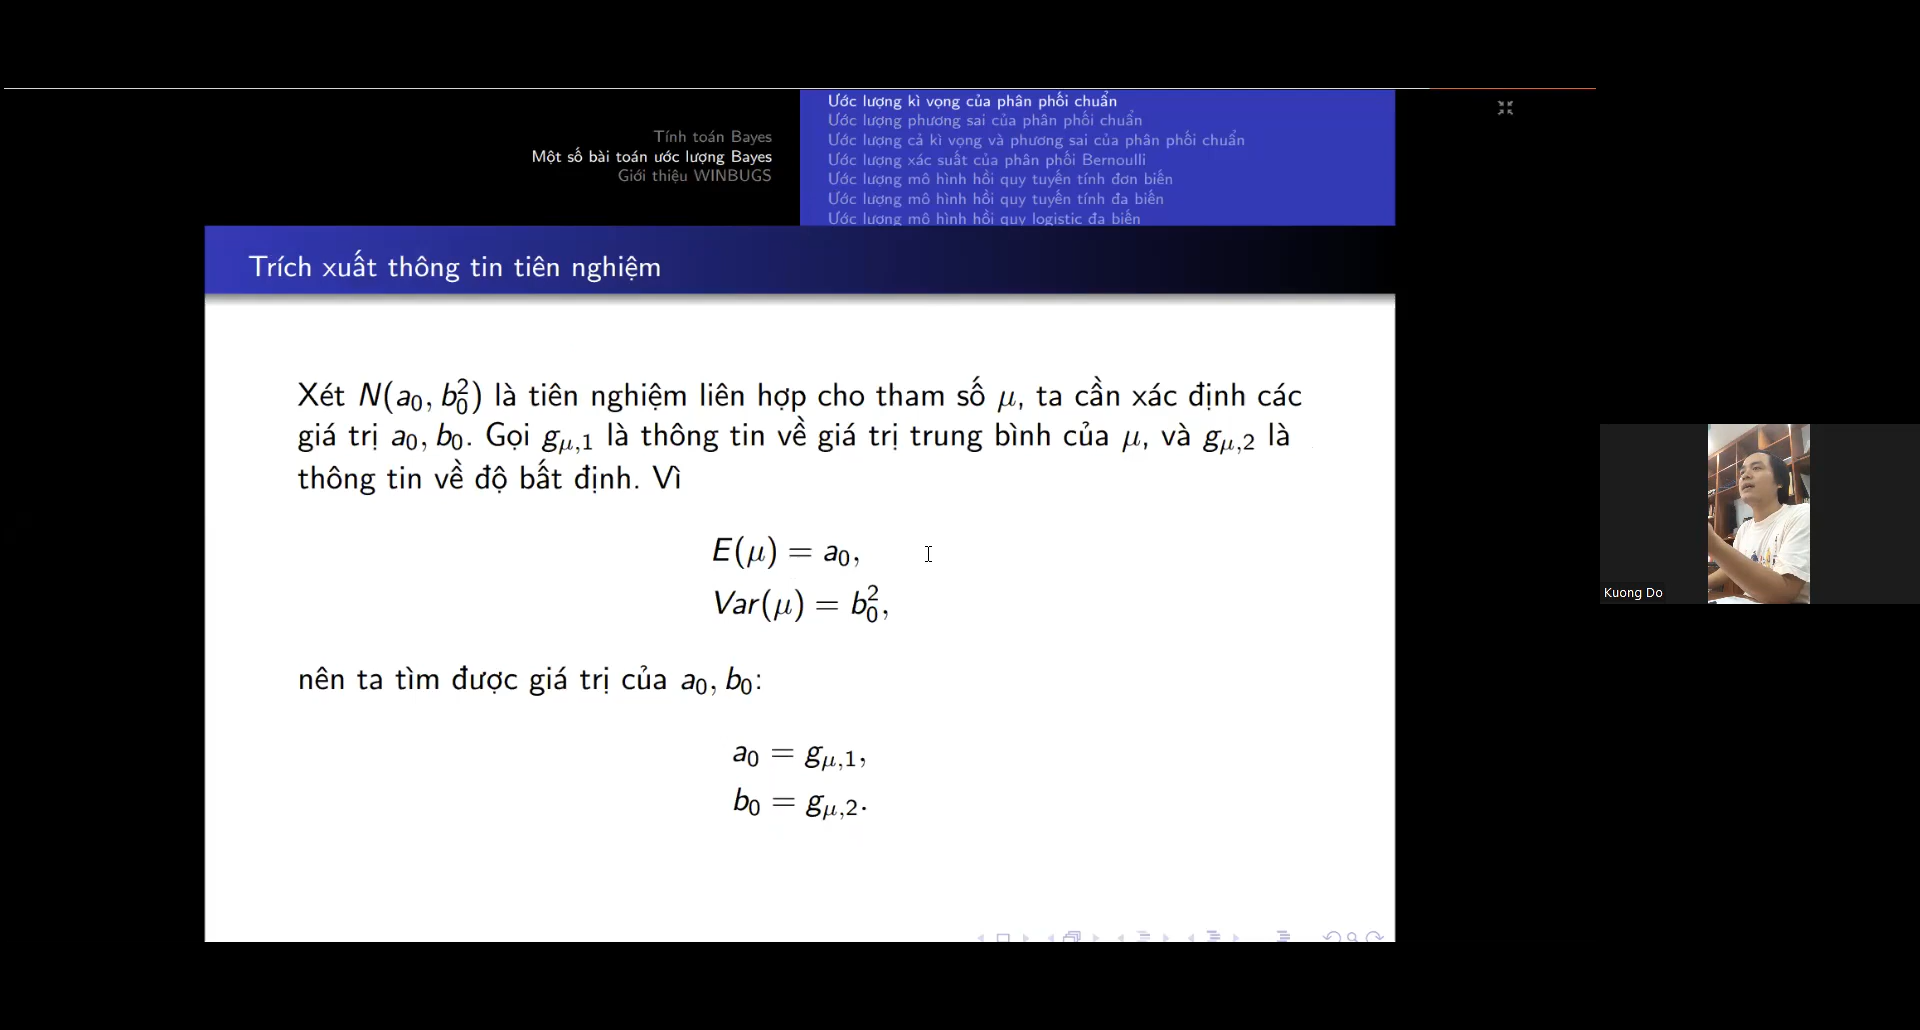 Tính toán Bayes
Một số bài toán ước lượng Bayes
Giới thiệu WINBUGS
Ước lượng kì vọng của phân phối chuẩn
Ước lượng phương sai của phân phối chuẩn
Ước lượng cả kì vọng và phương sai của phân phối chuẩn
Ước lượng xác suất của phân phối Bernoulli
Ước lượng mô hình hồi quy tuyến tính đơn biến
Ước lượng mô hình hồi quy tuyến tính đa biến
Ước lượng mô hình hồi quy logistic đa biến
Trích xuất thông tin tiên nghiệm
Xét N(a₀, b₀²) là tiên nghiệm liên hợp cho tham số μ, ta cần xác định các
giá trị a₀, b₀. Gọi g_{μ,1} là thông tin về giá trị trung bình của μ, và g_{μ,2} là
thông tin về độ bất định. Vì
E(μ) = a₀,
Var(μ) = b₀²,
nên ta tìm được giá trị của a₀, b₀:
a₀ = g_{μ,1},
b₀ = g_{μ,2}.
Kuong Do